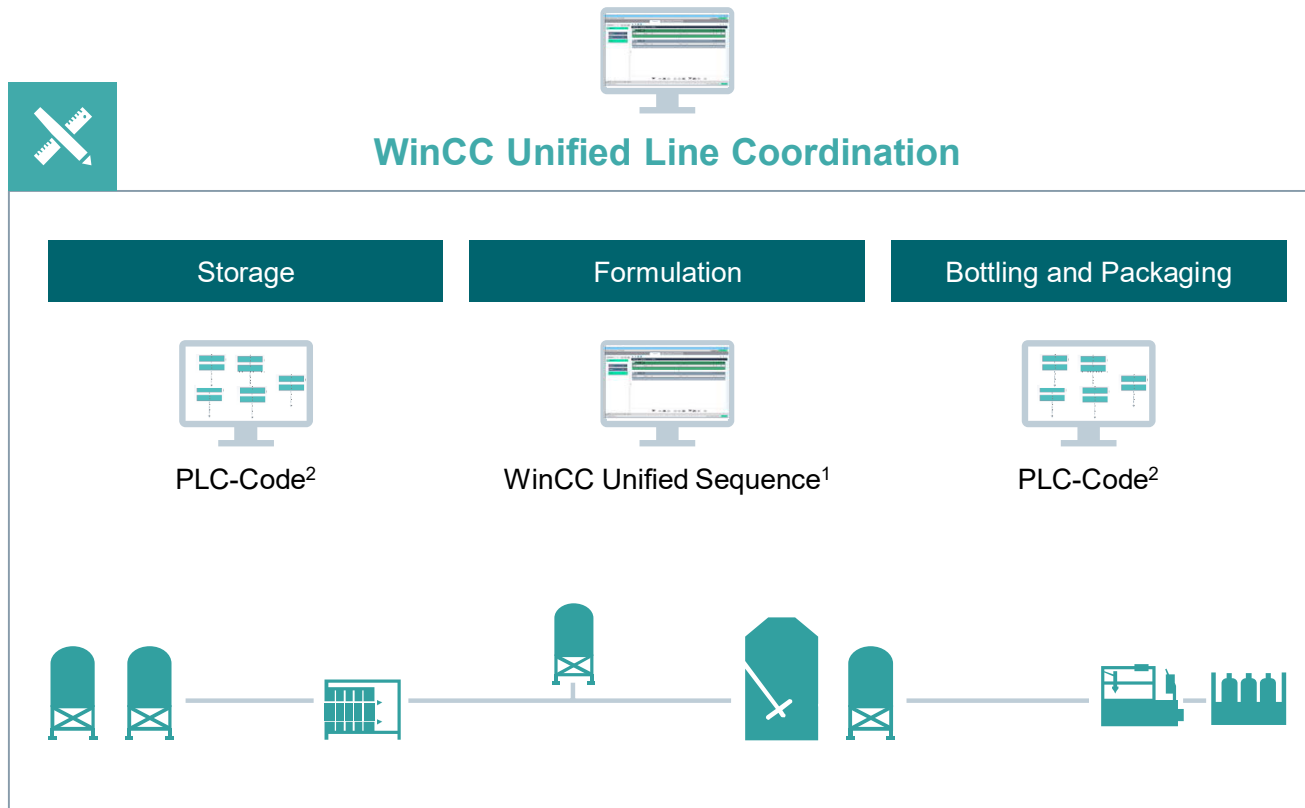 WinCC Unified Line Coordination
Storage
Formulation
Bottling and Packaging
PLC-Code²
WinCC Unified Sequence¹
PLC-Code²